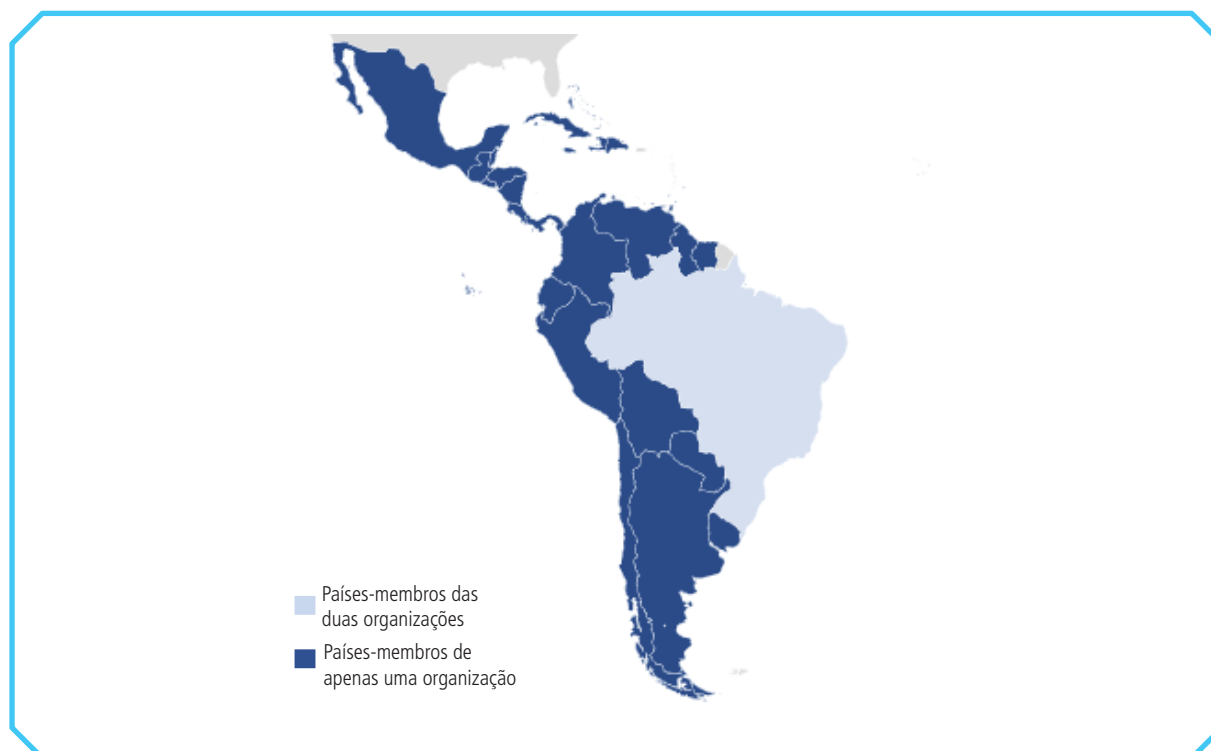 Países-membros das
duas organizações
Países-membros de
apenas uma organização